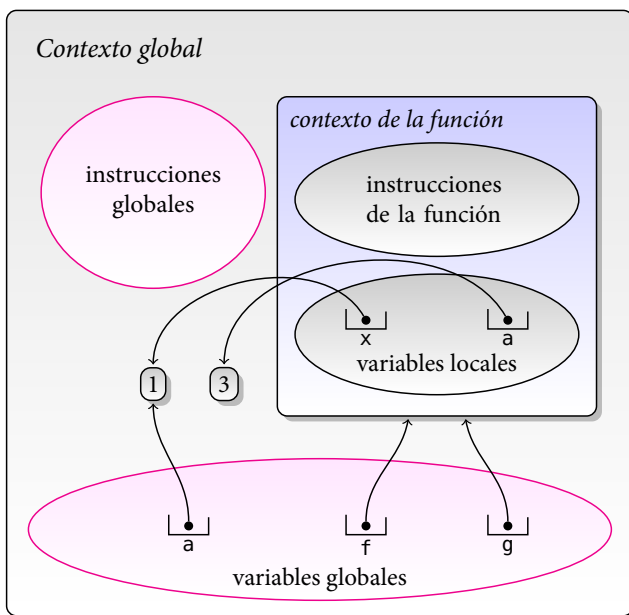 Contexto global
contexto de la función
instrucciones
globales
instrucciones
de la función
x
a
variables locales
1
3
a
f
g
variables globales